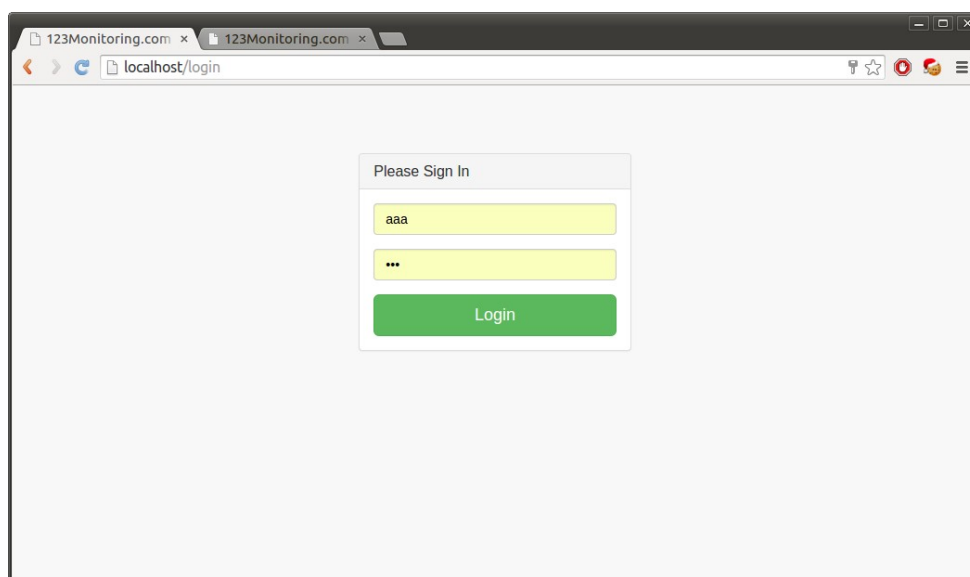 123Monitoring.com
123Monitoring.com
localhost/login
Please Sign In
aaa
•••
Login